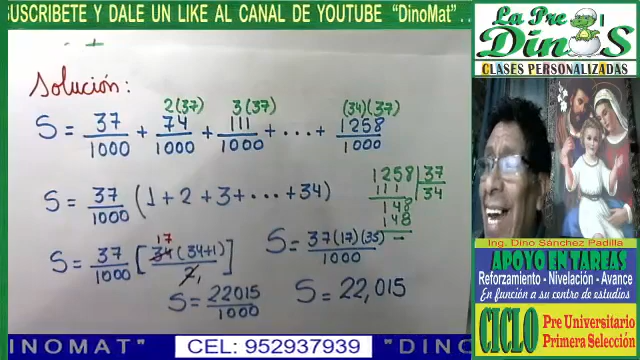 SUSCRIBETE Y DALE UN LIKE AL CANAL DE YOUTUBE "DinoMat"...
La Pre
DinoS
CLASES PERSONALIZADAS
Solución:
2(37) 3(37) (34)(37)
S = 37/1000 + 74/1000 + 111/1000 + ... + 1258/1000
S = 37/1000 (1 + 2 + 3 + ... + 34)
1258 | 37
111 | 34
148
148
17
S = 37/1000 [34(34+1)/2]
1
S = 37(17)(35)/1000
S = 22015/1000
S = 22,015
Ing. Dino Sánchez Padilla
APOYO EN TAREAS
Reforzamiento - Nivelación - Avance
En función a su centro de estudios
CICLO Pre Universitario
Primera Selección
INOMAT" CEL: 952937939 "DINO